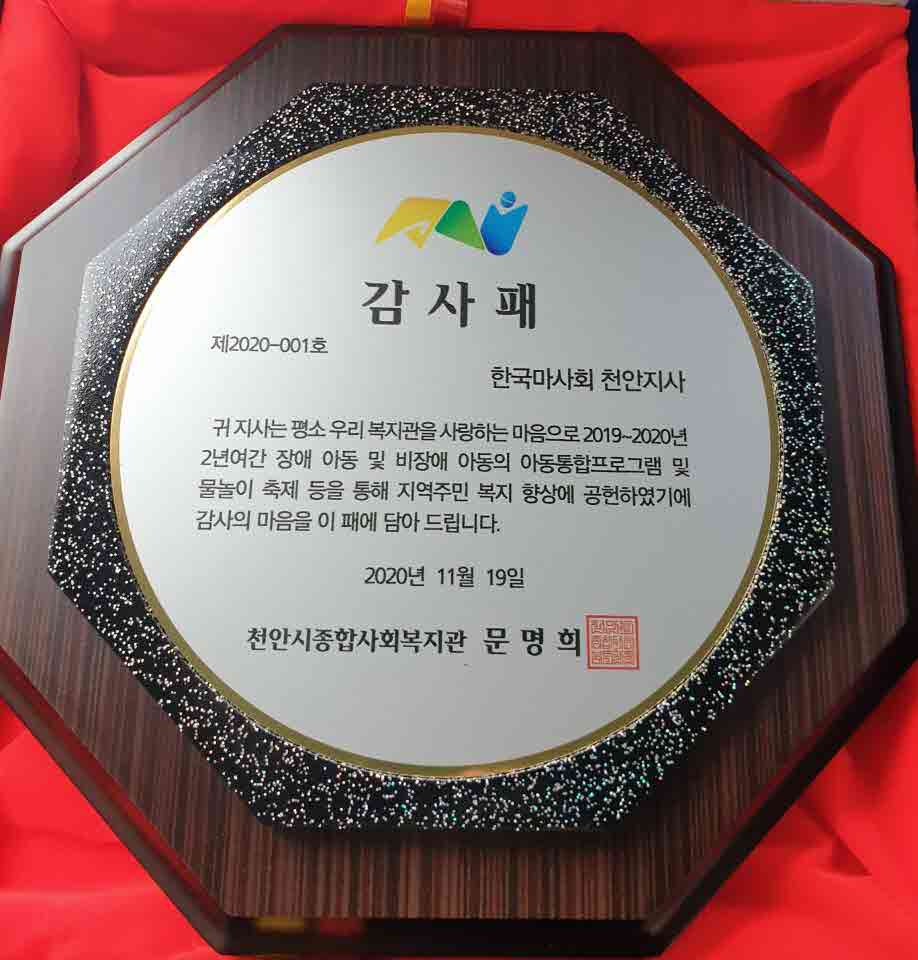 감사패
제2020-001호
한국마사회 천안지사
귀 지사는 평소 우리 복지관을 사랑하는 마음으로 2019~2020년
2년여간 장애 아동 및 비장애 아동의 아동통합프로그램 및
물놀이 축제 등을 통해 지역주민 복지 향상에 공헌하였기에
감사의 마음을 이 패에 담아 드립니다.
2020년 11월 19일
천안시종합사회복지관 문명희